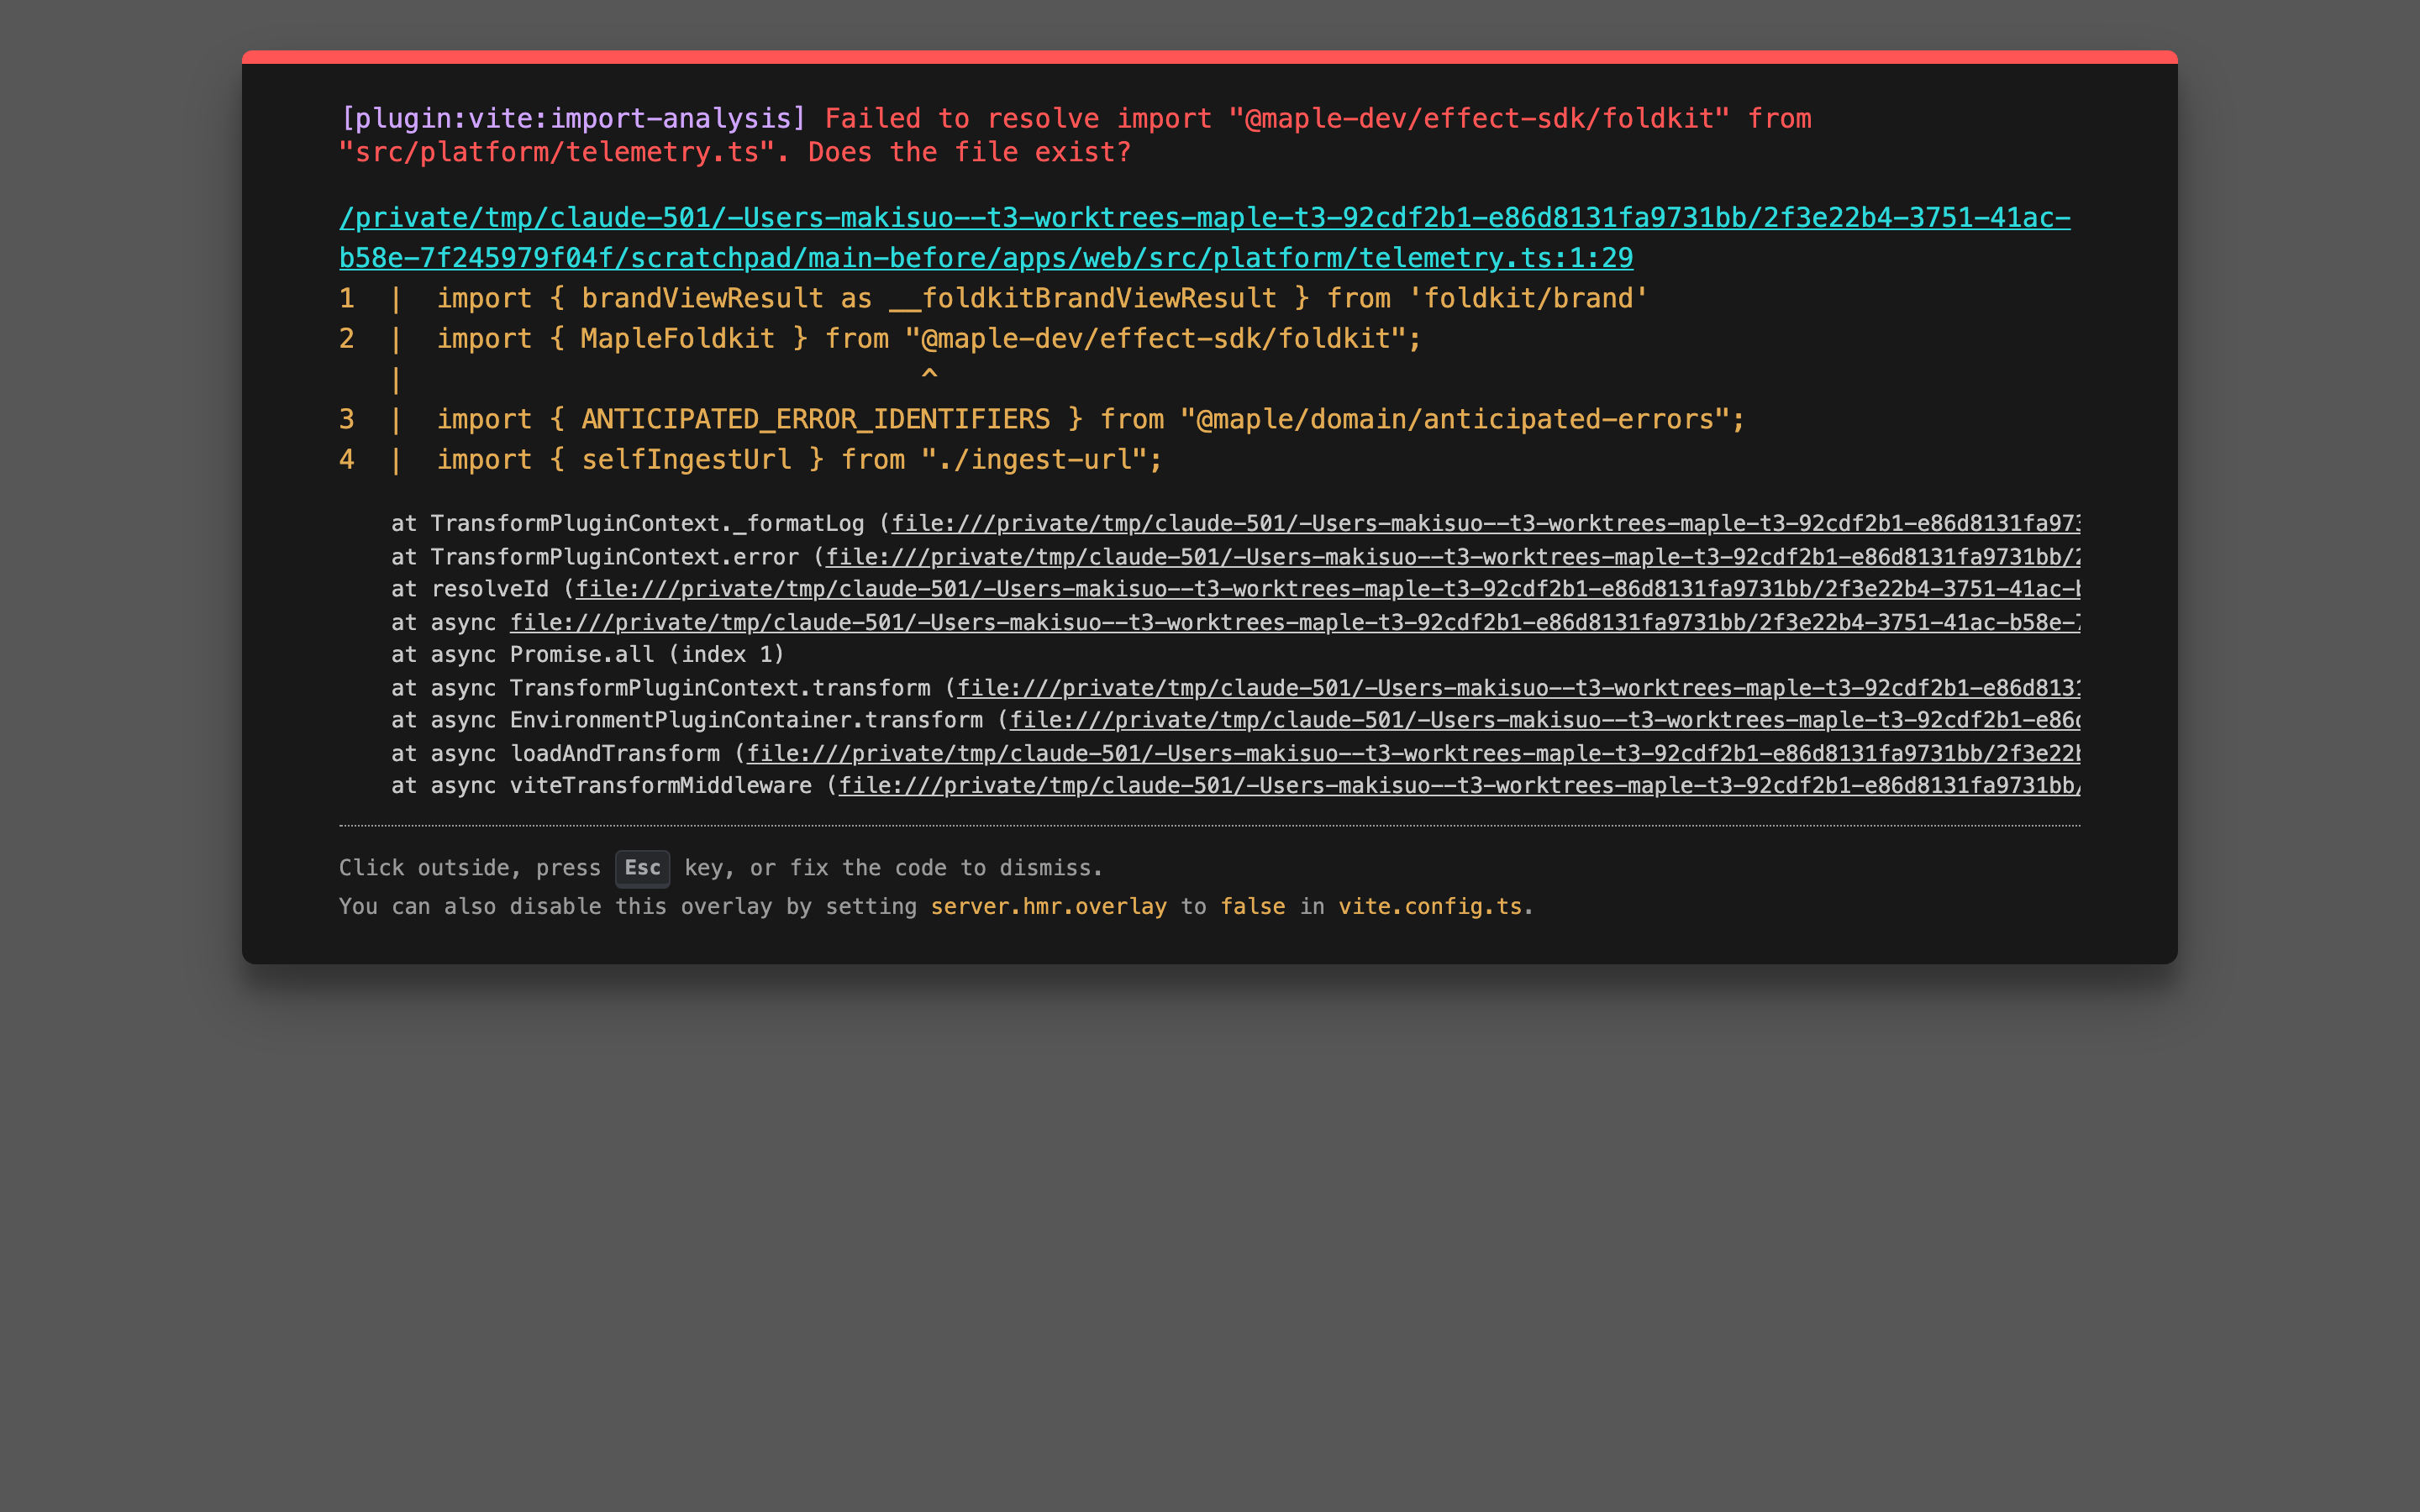 [plugin:vite:import-analysis] Failed to resolve import "@maple-dev/effect-sdk/foldkit" from
"src/platform/telemetry.ts". Does the file exist?
/private/tmp/claude-501/-Users-makisuo--t3-worktrees-maple-t3-92cdf2b1-e86d8131fa9731bb/2f3e22b4-3751-41ac-
b58e-7f245979f04f/scratchpad/main-before/apps/web/src/platform/telemetry.ts:1:29
1  |  import { brandViewResult as __foldkitBrandViewResult } from 'foldkit/brand'
2  |  import { MapleFoldkit } from "@maple-dev/effect-sdk/foldkit";
   |                              ^
3  |  import { ANTICIPATED_ERROR_IDENTIFIERS } from "@maple/domain/anticipated-errors";
4  |  import { selfIngestUrl } from "./ingest-url";
at TransformPluginContext._formatLog (file:///private/tmp/claude-501/-Users-makisuo--t3-worktrees-maple-t3-92cdf2b1-e86d8131fa973
at TransformPluginContext.error (file:///private/tmp/claude-501/-Users-makisuo--t3-worktrees-maple-t3-92cdf2b1-e86d8131fa9731bb/2
at resolveId (file:///private/tmp/claude-501/-Users-makisuo--t3-worktrees-maple-t3-92cdf2b1-e86d8131fa9731bb/2f3e22b4-3751-41ac-b
at async file:///private/tmp/claude-501/-Users-makisuo--t3-worktrees-maple-t3-92cdf2b1-e86d8131fa9731bb/2f3e22b4-3751-41ac-b58e-7
at async Promise.all (index 1)
at async TransformPluginContext.transform (file:///private/tmp/claude-501/-Users-makisuo--t3-worktrees-maple-t3-92cdf2b1-e86d8131
at async EnvironmentPluginContainer.transform (file:///private/tmp/claude-501/-Users-makisuo--t3-worktrees-maple-t3-92cdf2b1-e86d
at async loadAndTransform (file:///private/tmp/claude-501/-Users-makisuo--t3-worktrees-maple-t3-92cdf2b1-e86d8131fa9731bb/2f3e22b
at async viteTransformMiddleware (file:///private/tmp/claude-501/-Users-makisuo--t3-worktrees-maple-t3-92cdf2b1-e86d8131fa9731bb/
Click outside, press Esc key, or fix the code to dismiss.
You can also disable this overlay by setting server.hmr.overlay to false in vite.config.ts.